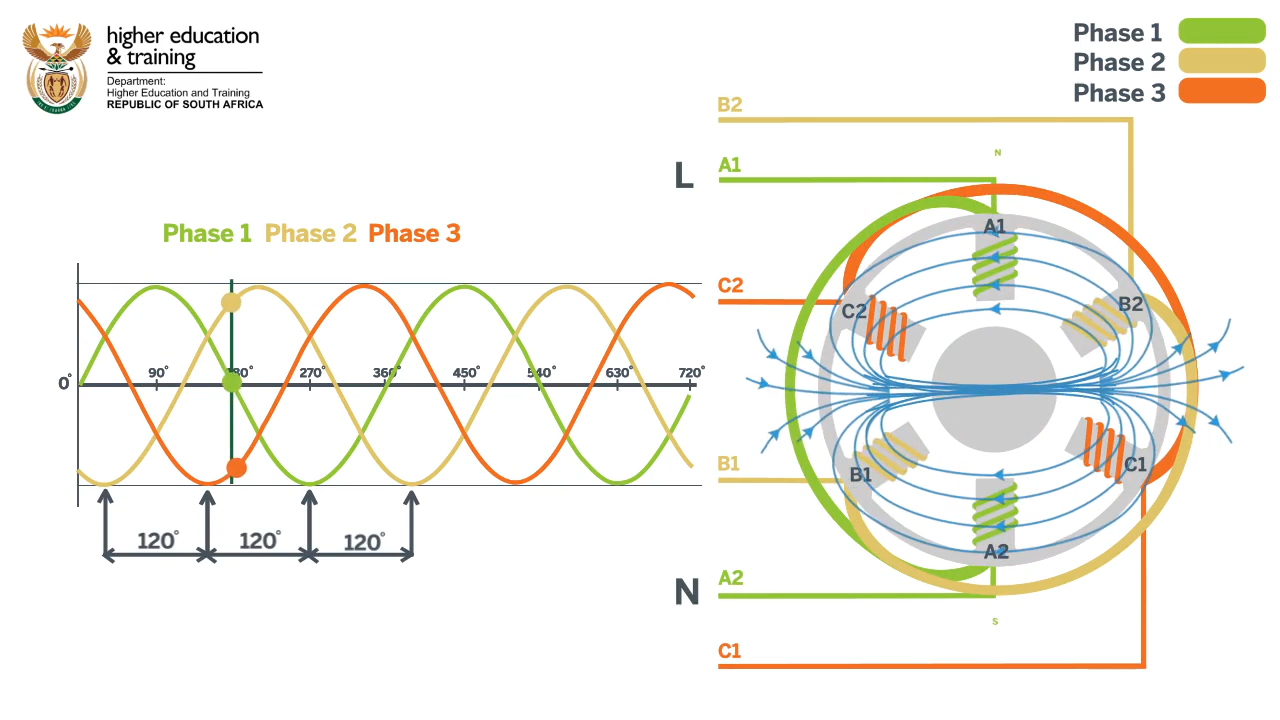 higher education
& training
Department:
Higher Education and Training
REPUBLIC OF SOUTH AFRICA
Phase 1
Phase 2
Phase 3
Phase 1 Phase 2 Phase 3
0°
90° 180° 270° 360° 450° 540° 630° 720°
120° 120° 120°
L
N
B2
A1
C2
B1
A2
C1
N
A1
B2
C2
B1
C1
A2
S